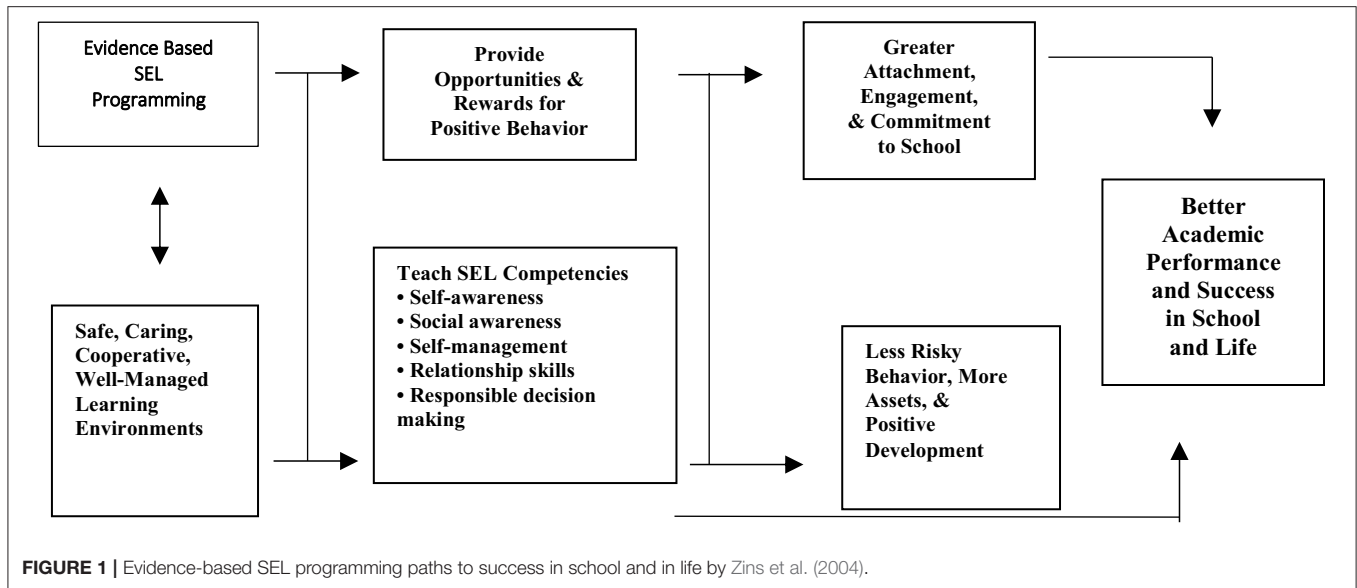 Evidence Based
SEL
Programming
Provide
Opportunities &
Rewards for
Positive Behavior
Greater
Attachment,
Engagement,
& Commitment
to School
Better
Academic
Performance
and Success
in School
and Life
Safe, Caring,
Cooperative,
Well-Managed
Learning
Environments
Teach SEL Competencies
• Self-awareness
• Social awareness
• Self-management
• Relationship skills
• Responsible decision
making
Less Risky
Behavior, More
Assets, &
Positive
Development
FIGURE 1 | Evidence-based SEL programming paths to success in school and in life by Zins et al. (2004).